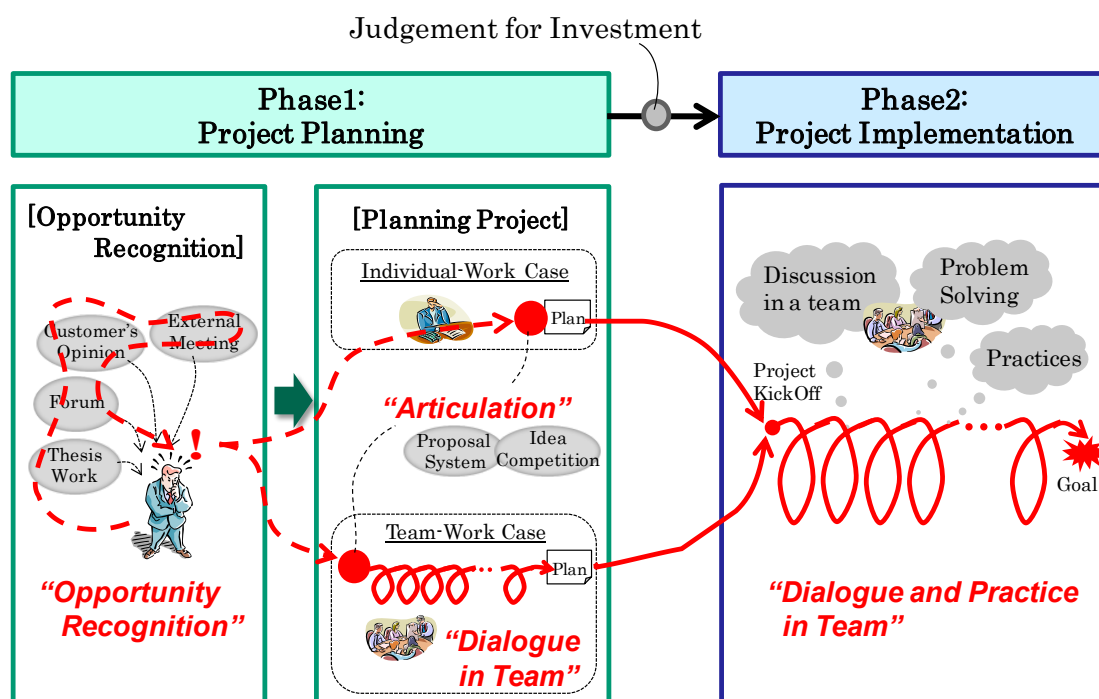 Judgement for Investment
Phase1:
Project Planning
Phase2:
Project Implementation
[Opportunity
Recognition]
Customer's
Opinion
External
Meeting
Forum
Thesis
Work
!
“Opportunity
Recognition”
[Planning Project]
Individual-Work Case
Plan
“Articulation”
Proposal
System
Idea
Competition
Team-Work Case
Plan
“Dialogue
in Team”
Discussion
in a team
Problem
Solving
Practices
Project
KickOff
Goal
“Dialogue and Practice
in Team”